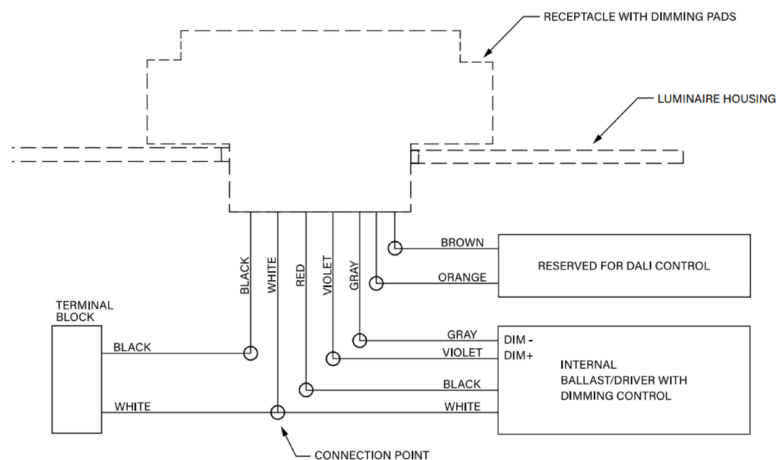 RECEPTACLE WITH DIMMING PADS
LUMINAIRE HOUSING
BLACK
WHITE
RED
VIOLET
GRAY
BROWN
ORANGE
RESERVED FOR DALI CONTROL
TERMINAL
BLOCK
BLACK
WHITE
GRAY
VIOLET
BLACK
WHITE
DIM -
DIM+
INTERNAL
BALLAST/DRIVER WITH
DIMMING CONTROL
CONNECTION POINT